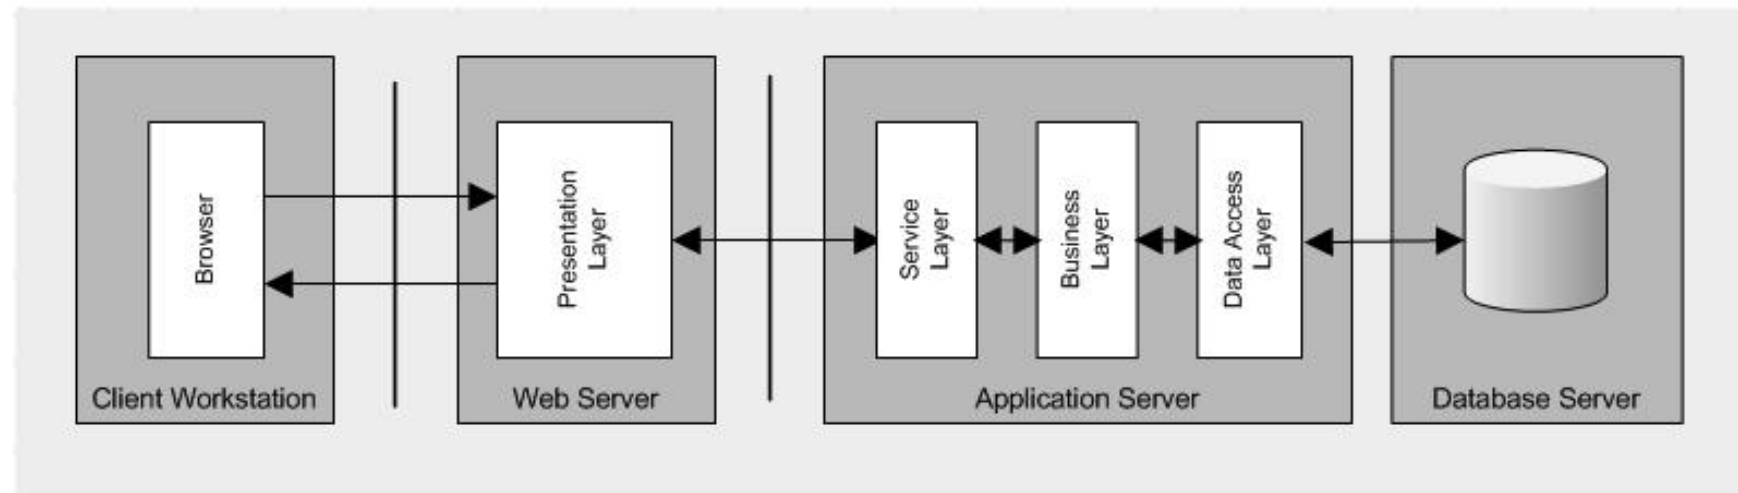 Browser
Client Workstation
Presentation
Layer
Web Server
Service
Layer
Business
Layer
Data Access
Layer
Application Server
Database Server